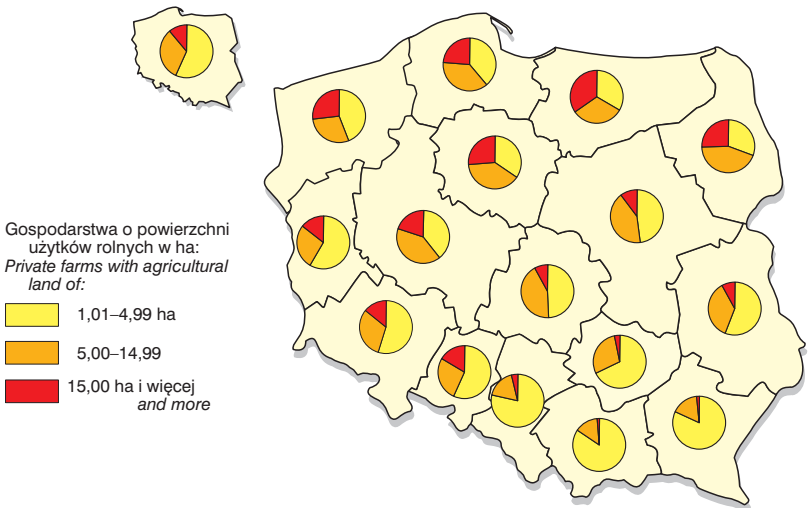 Gospodarstwa o powierzchni
użytków rolnych w ha:
Private farms with agricultural
land of:
1,01–4,99 ha
5,00–14,99
15,00 ha i więcej
and more